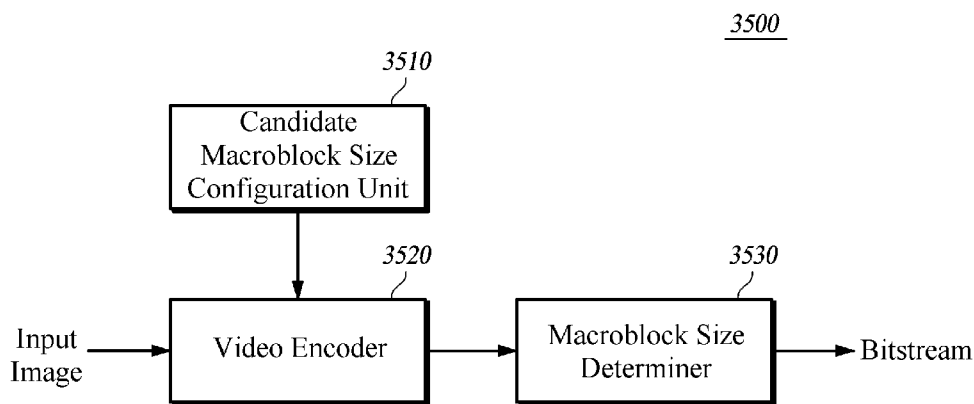 3500
3510
Candidate
Macroblock Size
Configuration Unit
3520
3530
Input
Image
Video Encoder
Macroblock Size
Determiner
Bitstream